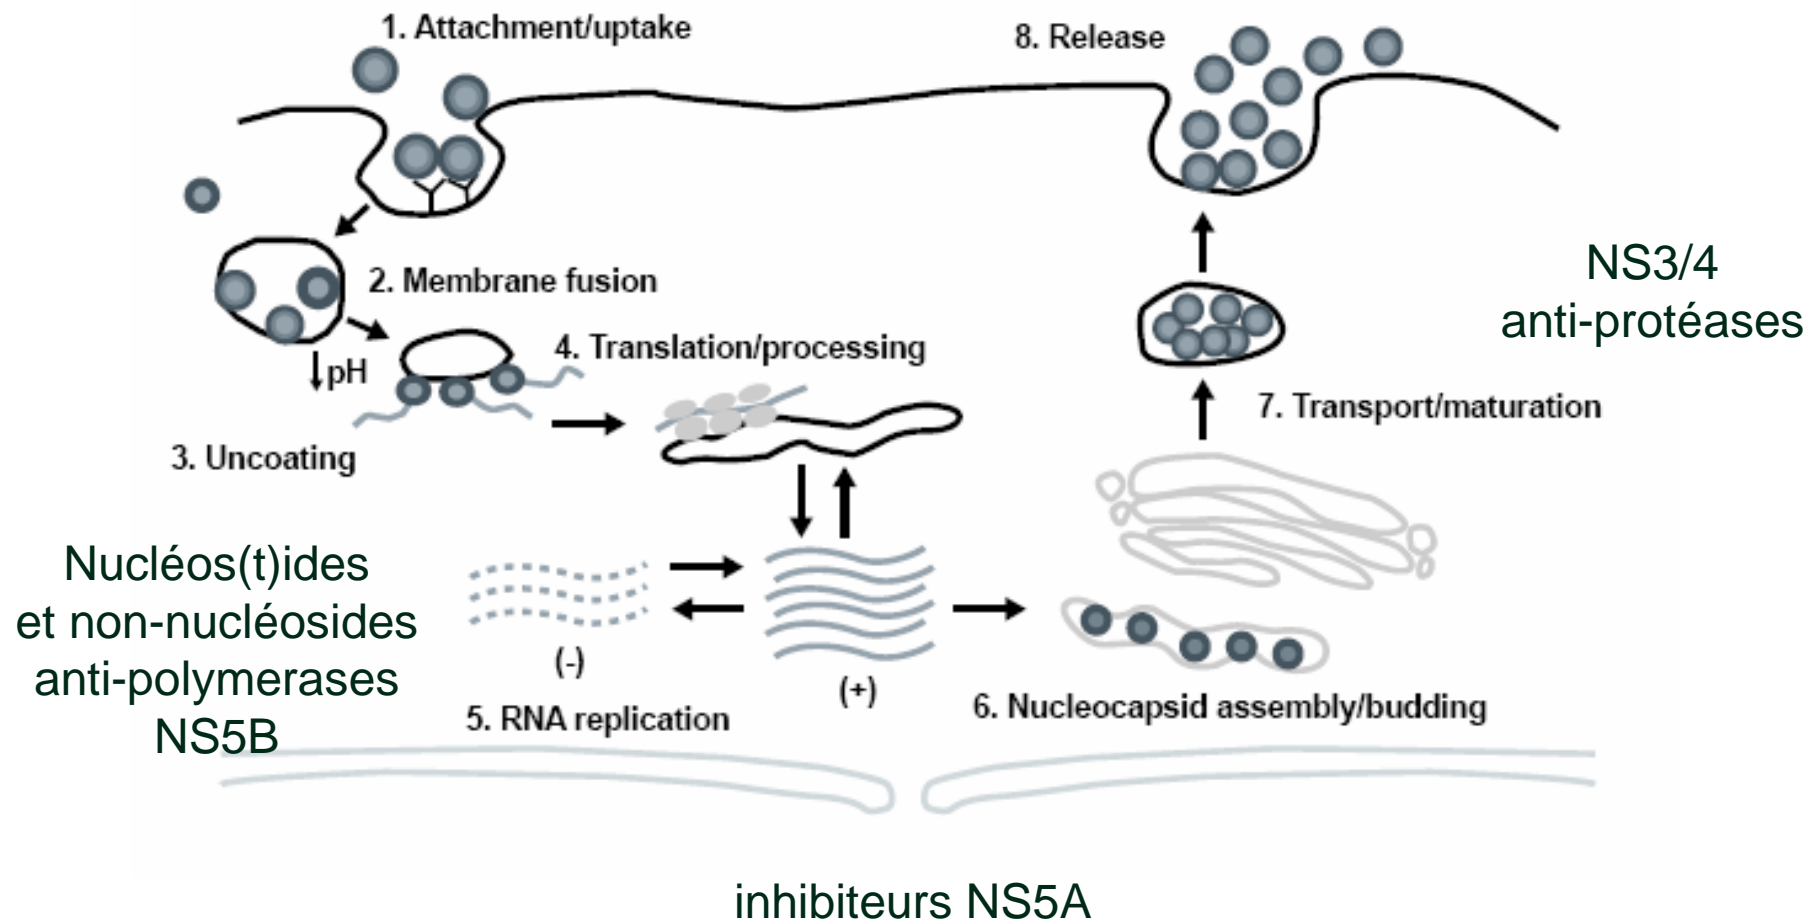 1. Attachment/uptake
8. Release
2. Membrane fusion
NS3/4
anti-protéases
4. Translation/processing
↓pH
7. Transport/maturation
3. Uncoating
Nucléos(t)ides
et non-nucléosides
anti-polymerases
NS5B
(-)
(+)
5. RNA replication
6. Nucleocapsid assembly/budding
inhibiteurs NS5A